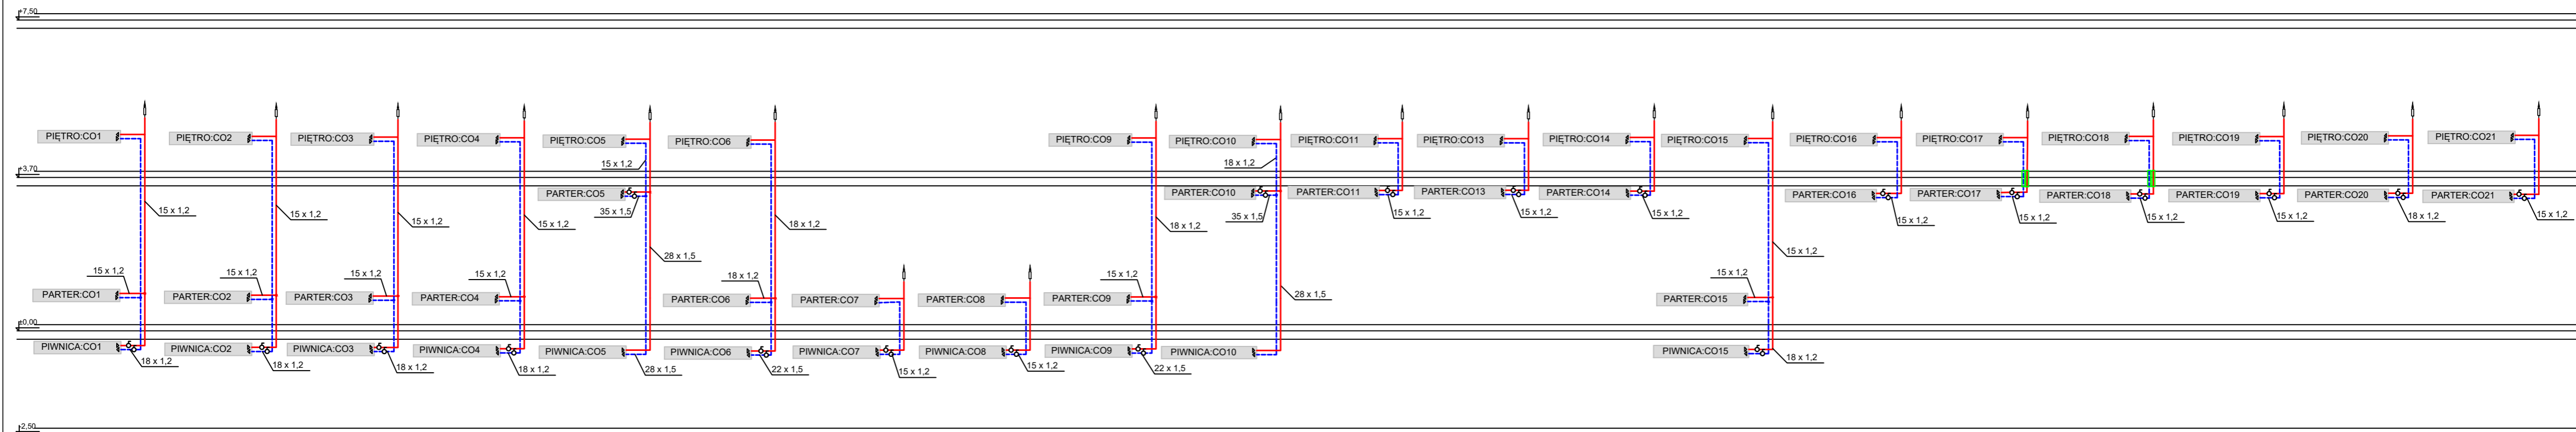 +7,50
PIĘTRO:CO1
PIĘTRO:CO2
PIĘTRO:CO3
PIĘTRO:CO4
PIĘTRO:CO5
PIĘTRO:CO6
PIĘTRO:CO9
PIĘTRO:CO10
PIĘTRO:CO11
PIĘTRO:CO13
PIĘTRO:CO14
PIĘTRO:CO15
PIĘTRO:CO16
PIĘTRO:CO17
PIĘTRO:CO18
PIĘTRO:CO19
PIĘTRO:CO20
PIĘTRO:CO21
15 x 1,2
18 x 1,2
+3,70
PARTER:CO5
PARTER:CO10
PARTER:CO11
PARTER:CO13
PARTER:CO14
PARTER:CO16
PARTER:CO17
PARTER:CO18
PARTER:CO19
PARTER:CO20
PARTER:CO21
15 x 1,2
15 x 1,2
15 x 1,2
15 x 1,2
35 x 1,5
18 x 1,2
18 x 1,2
35 x 1,5
15 x 1,2
15 x 1,2
15 x 1,2
15 x 1,2
15 x 1,2
15 x 1,2
15 x 1,2
18 x 1,2
15 x 1,2
28 x 1,5
15 x 1,2
15 x 1,2
15 x 1,2
15 x 1,2
15 x 1,2
18 x 1,2
15 x 1,2
28 x 1,5
15 x 1,2
PARTER:CO1
PARTER:CO2
PARTER:CO3
PARTER:CO4
PARTER:CO6
PARTER:CO7
PARTER:CO8
PARTER:CO9
PARTER:CO15
±0,00
PIWNICA:CO1
PIWNICA:CO2
PIWNICA:CO3
PIWNICA:CO4
PIWNICA:CO5
PIWNICA:CO6
PIWNICA:CO7
PIWNICA:CO8
PIWNICA:CO9
PIWNICA:CO10
PIWNICA:CO15
18 x 1,2
18 x 1,2
18 x 1,2
18 x 1,2
28 x 1,5
22 x 1,5
15 x 1,2
15 x 1,2
22 x 1,5
18 x 1,2
-2,50